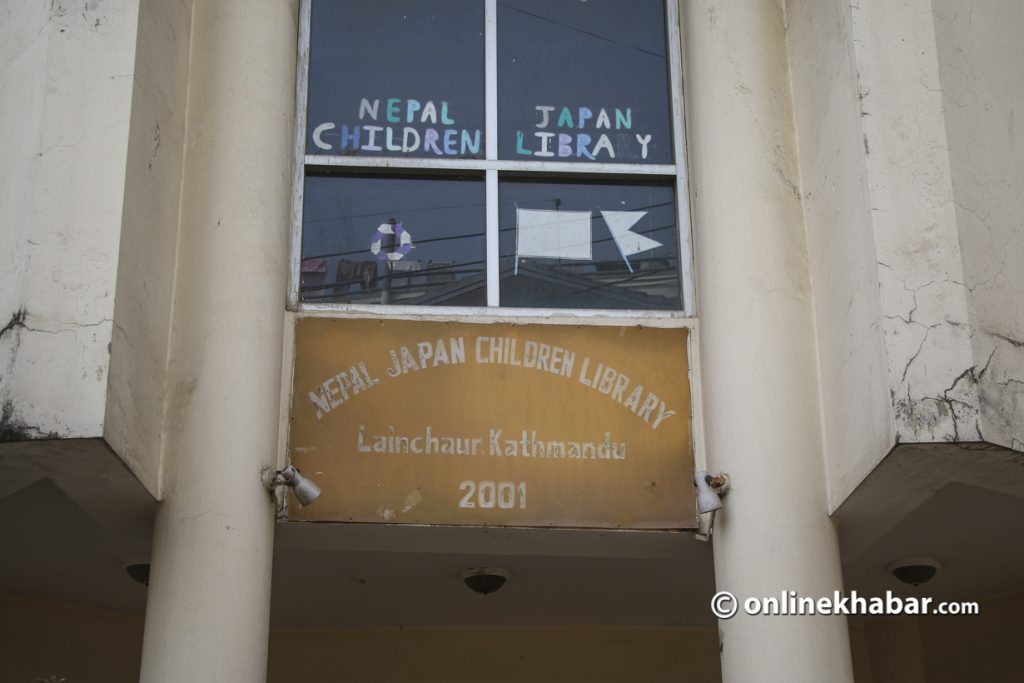 NEPAL JAPAN
CHILDREN LIBRARY
NEPAL JAPAN CHILDREN LIBRARY
Lainchaur, Kathmandu
2001
© onlinekhabar.com